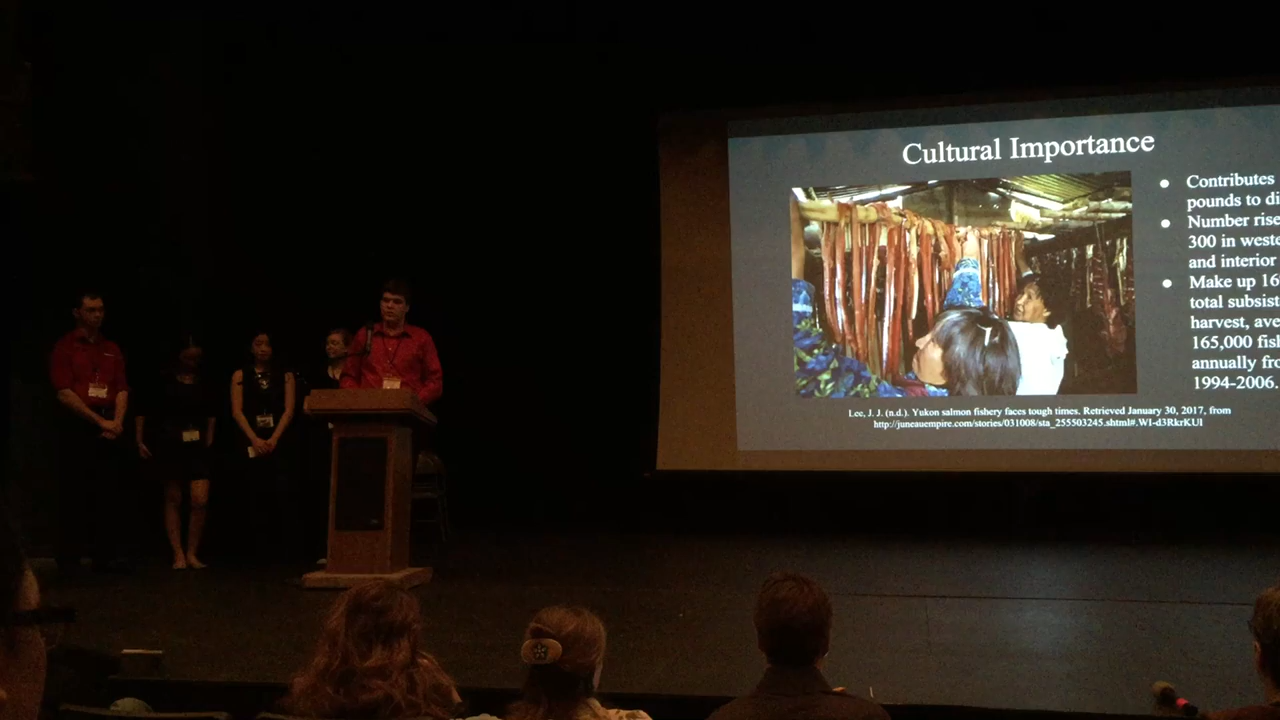 Cultural Importance
Contributes
pounds to di
Number rise
300 in weste
and interior
Make up 16
total subsist
harvest, ave
165,000 fish
annually fro
1994-2006.
Lee, J. J. (n.d.). Yukon salmon fishery faces tough times. Retrieved January 30, 2017, from
http://juneauempire.com/stories/031008/sta_255503245.shtml#.WI-d3RkrKUI